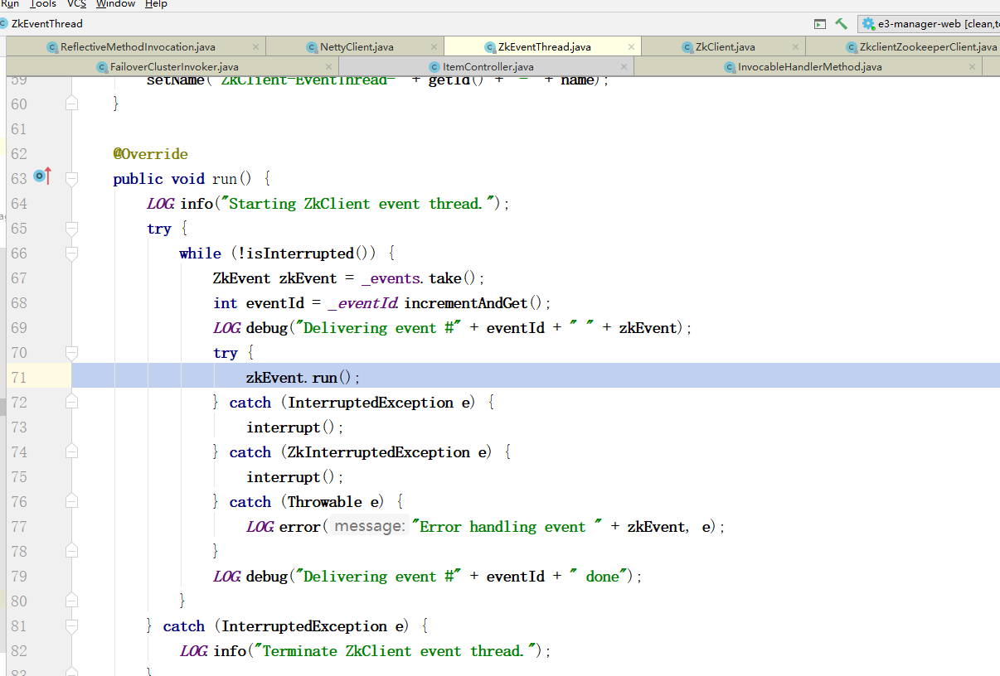 Run Tools VCS Window Help
ZkEventThread
e3-manager-web [clean,to
ReflectiveMethodInvocation.java NettyClient.java ZkEventThread.java ZkClient.java ZkclientZookeeperClient.java
FailoverClusterInvoker.java ItemController.java InvocableHandlerMethod.java
59 setName("ZkClient-EventThread-" + getId() + "-" + name);
60 }
61
62 @Override
63 public void run() {
64 LOG.info("Starting ZkClient event thread.");
65 try {
66 while (!isInterrupted()) {
67 ZkEvent zkEvent = _events.take();
68 int eventId = _eventId.incrementAndGet();
69 LOG.debug("Delivering event #" + eventId + " " + zkEvent);
70 try {
71 zkEvent.run();
72 } catch (InterruptedException e) {
73 interrupt();
74 } catch (ZkInterruptedException e) {
75 interrupt();
76 } catch (Throwable e) {
77 LOG.error( message: "Error handling event " + zkEvent, e);
78 }
79 LOG.debug("Delivering event #" + eventId + " done");
80 }
81 } catch (InterruptedException e) {
82 LOG.info("Terminate ZkClient event thread.");
83 }